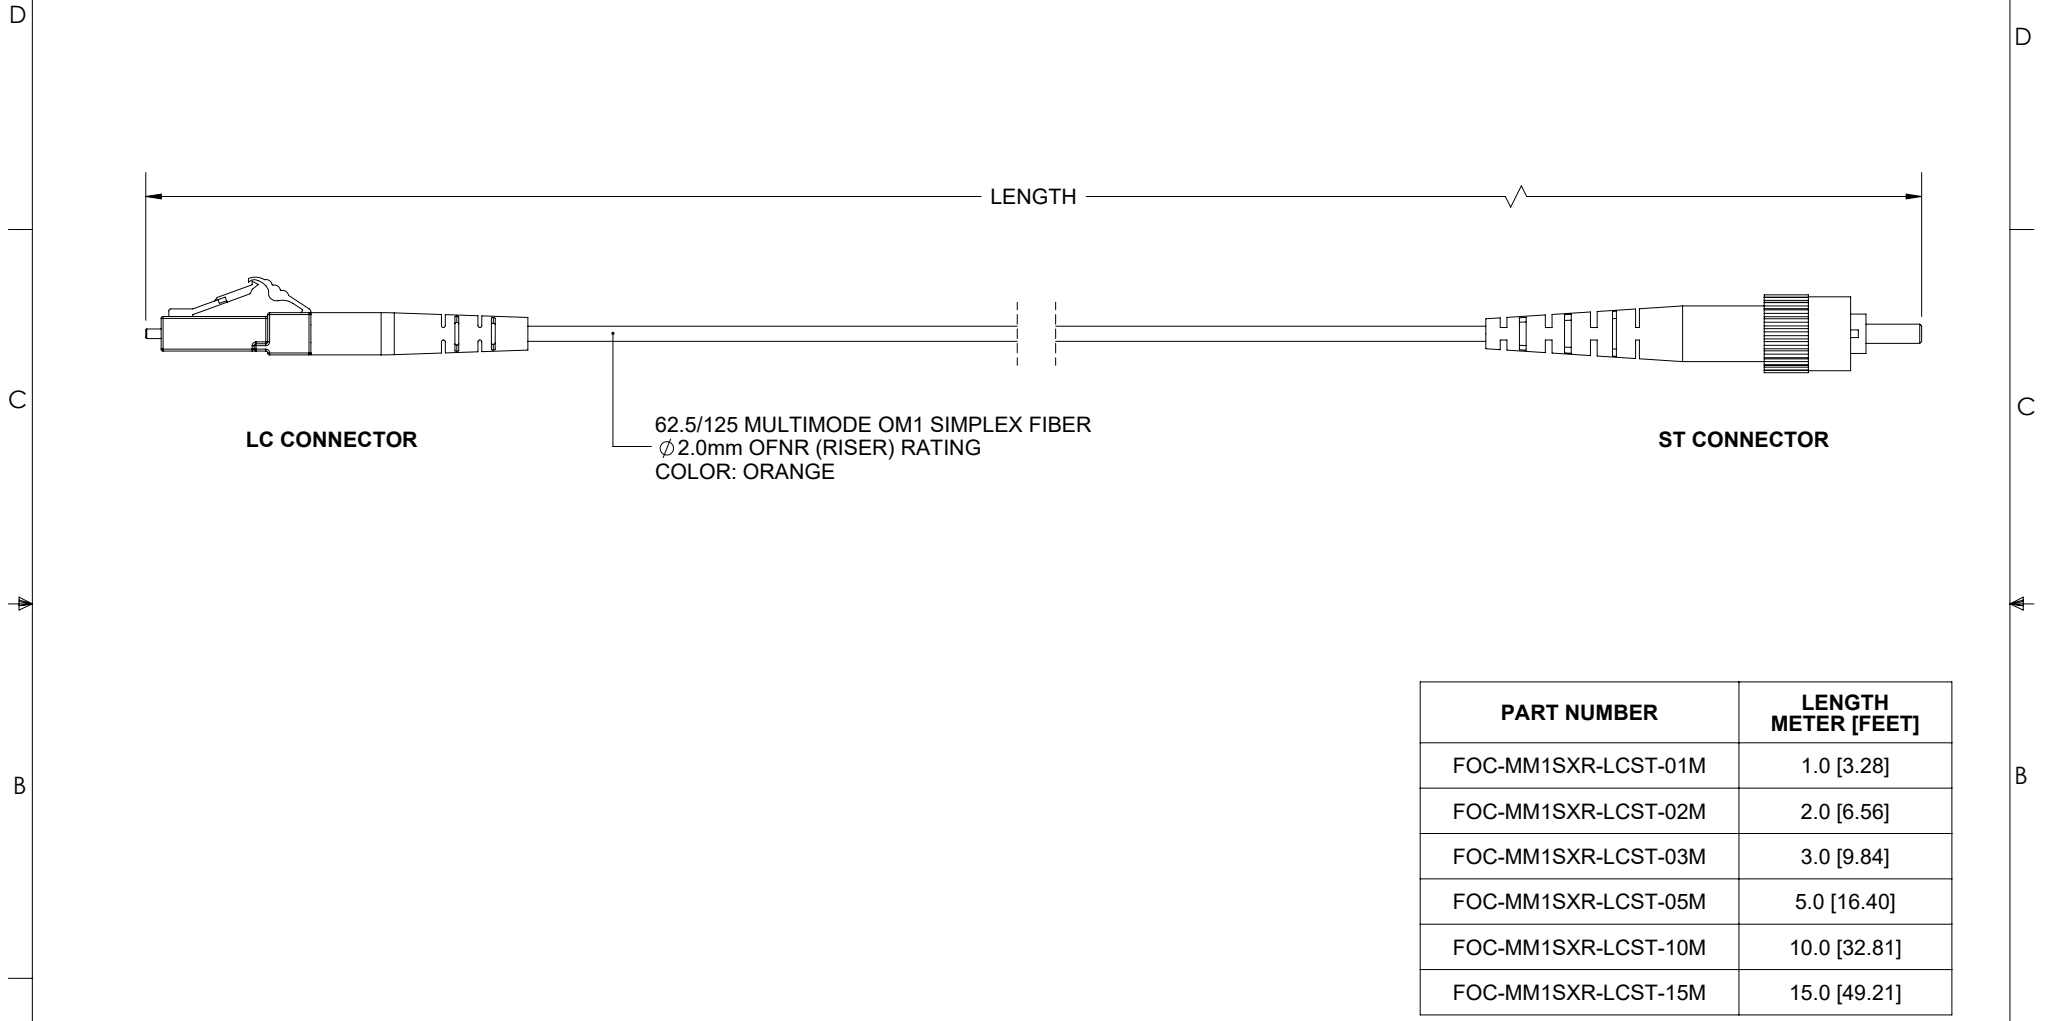 D
D
LENGTH
C
C
62.5/125 MULTIMODE OM1 SIMPLEX FIBER
∅2.0mm OFNR (RISER) RATING
COLOR: ORANGE
LC CONNECTOR
ST CONNECTOR
PART NUMBER
LENGTH
METER [FEET]
FOC-MM1SXR-LCST-01M 1.0 [3.28]
B
B
FOC-MM1SXR-LCST-02M 2.0 [6.56]
FOC-MM1SXR-LCST-03M 3.0 [9.84]
FOC-MM1SXR-LCST-05M 5.0 [16.40]
FOC-MM1SXR-LCST-10M 10.0 [32.81]
FOC-MM1SXR-LCST-15M 15.0 [49.21]